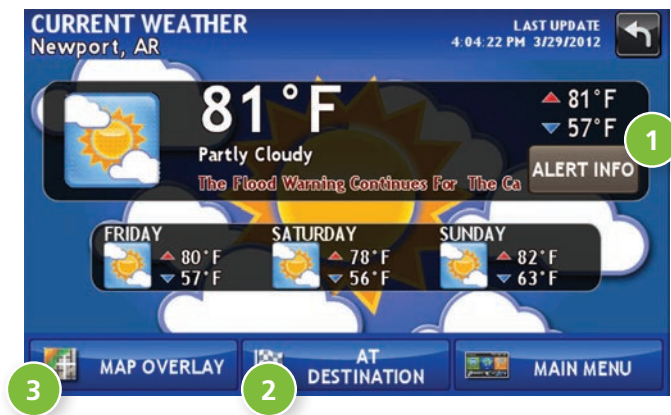 CURRENT WEATHER
Newport, AR
LAST UPDATE
4:04:22 PM 3/29/2012
81°F
Partly Cloudy
The Flood Warning Continues For The Ca
81°F
57°F
1
ALERT INFO
FRIDAY
80°F
57°F
SATURDAY
78°F
56°F
SUNDAY
82°F
63°F
MAP OVERLAY
AT
DESTINATION
MAIN MENU
3
2